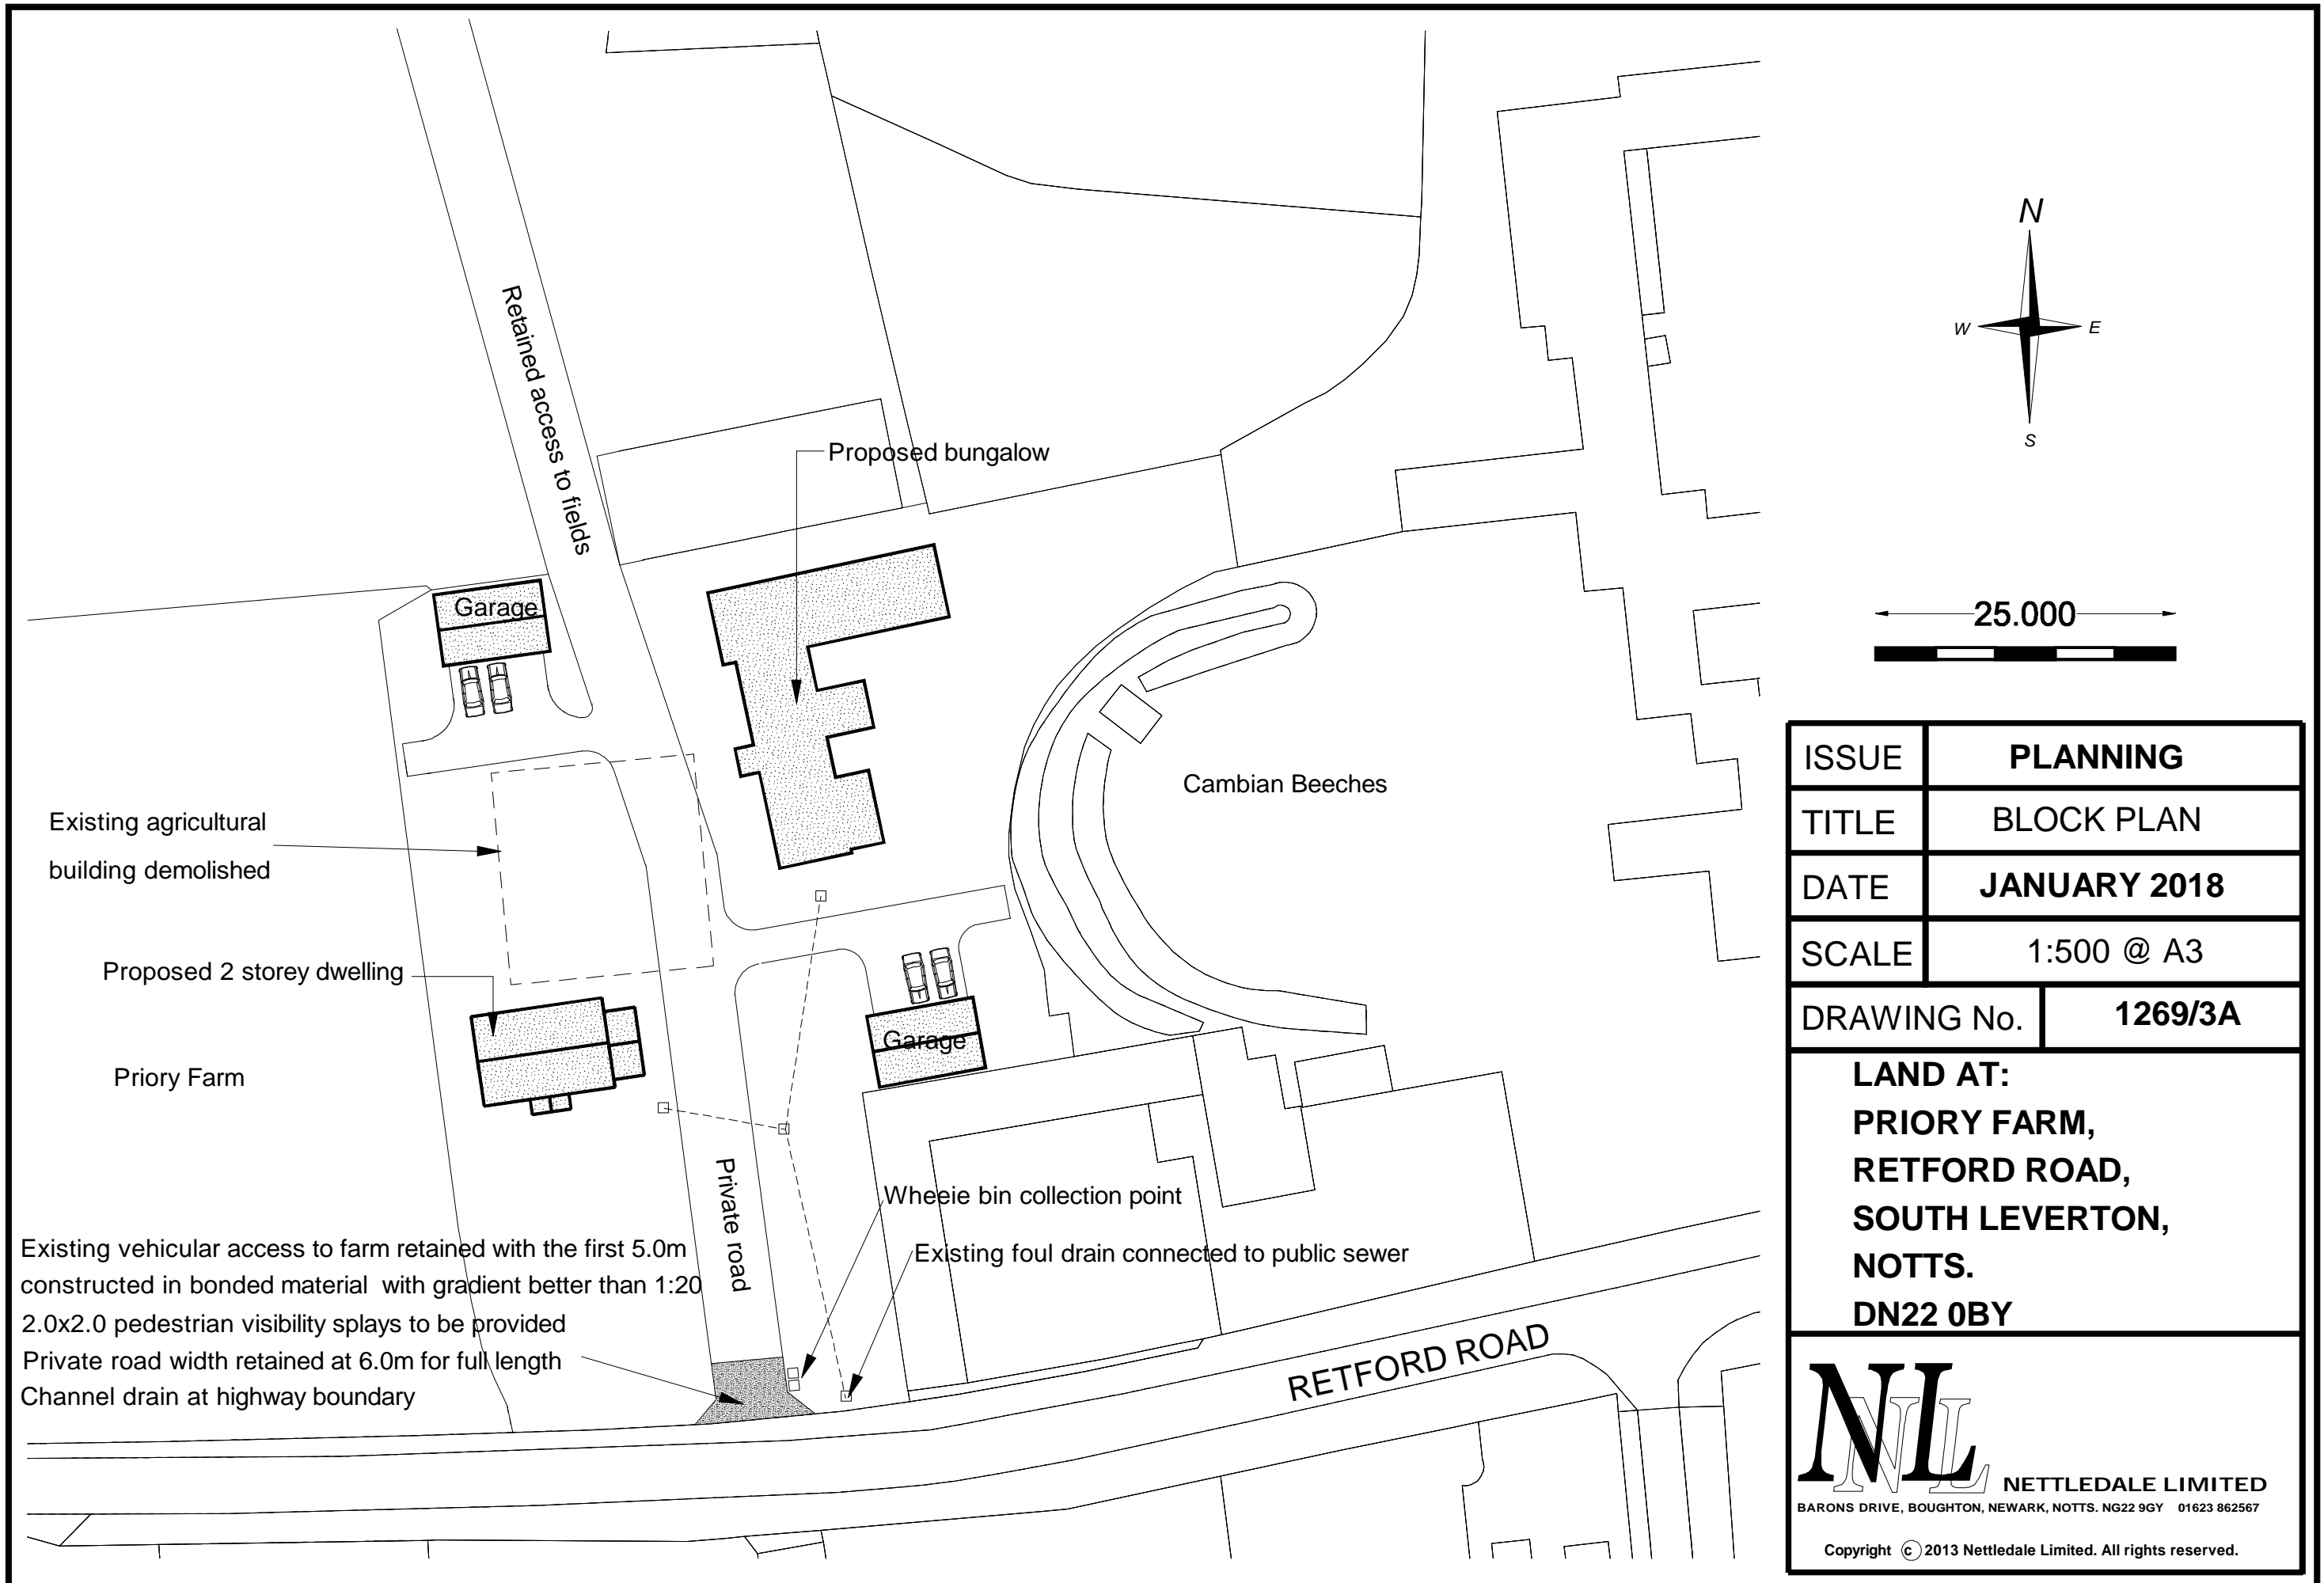 Retained access to fields
Proposed bungalow
Garage
Existing agricultural
building demolished
Cambian Beeches
Proposed 2 storey dwelling
Garage
Priory Farm
Private road
Wheeie bin collection point
Existing foul drain connected to public sewer
Existing vehicular access to farm retained with the first 5.0m
constructed in bonded material with gradient better than 1:20
2.0x2.0 pedestrian visibility splays to be provided
Private road width retained at 6.0m for full length
Channel drain at highway boundary
RETFORD ROAD
N
W E
S
25.000
ISSUE PLANNING
TITLE BLOCK PLAN
DATE JANUARY 2018
SCALE 1:500 @ A3
DRAWING No. 1269/3A
LAND AT:
PRIORY FARM,
RETFORD ROAD,
SOUTH LEVERTON,
NOTTS.
DN22 0BY
NL
NL
NETTLEDALE LIMITED
BARONS DRIVE, BOUGHTON, NEWARK, NOTTS. NG22 9GY 01623 862567
Copyright © 2013 Nettledale Limited. All rights reserved.